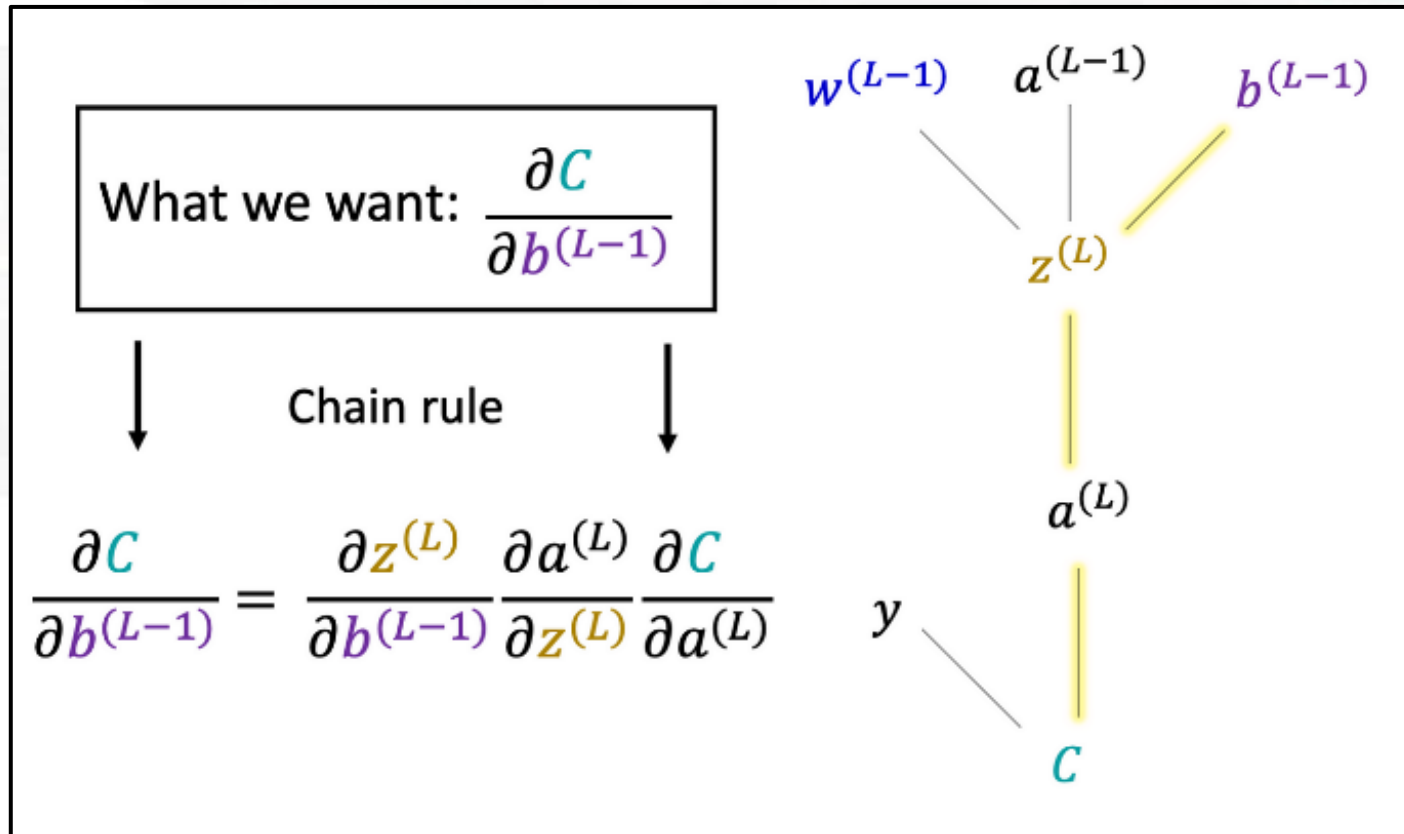 What we want: ∂C / ∂b^(L−1)
Chain rule
∂C / ∂b^(L−1) = ∂z^(L) / ∂b^(L−1) ∂a^(L) / ∂z^(L) ∂C / ∂a^(L)
w^(L−1) a^(L−1) b^(L−1)
z^(L)
a^(L)
y
C